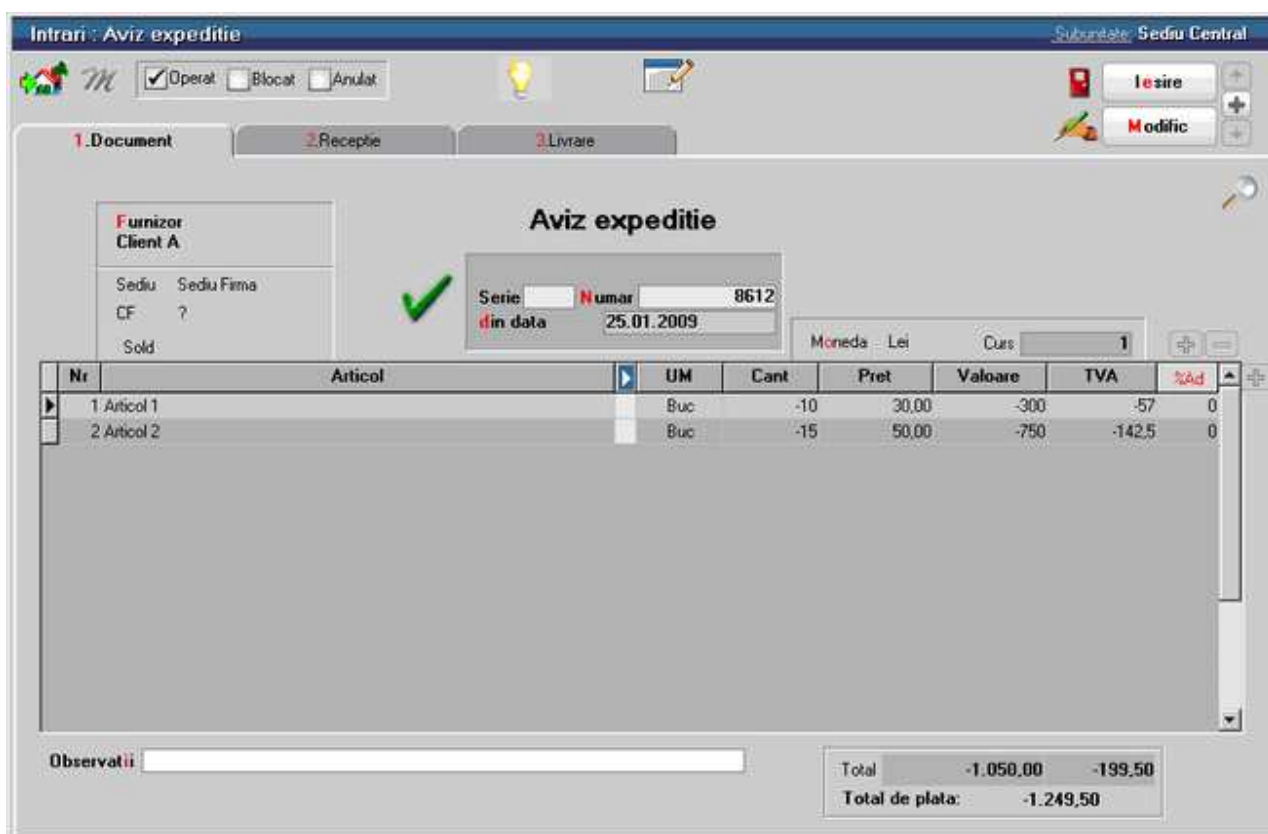 Intrari : Aviz expeditie Subunitate: Sediu Central
M Operat Blocat Anulat Iesire
Modific
1.Document 2.Receptie 3.Livrare
Aviz expeditie
Furnizor
Client A
Sediu Sediu Firma
CF ?
Sold
Serie Numar 8612
din data 25.01.2009
Moneda Lei Curs 1
Nr Articol UM Cant Pret Valoare TVA %Ad
1 Articol 1 Buc -10 30,00 -300 -57 0
2 Articol 2 Buc -15 50,00 -750 -142,5 0
Observatii
Total -1.050,00 -199,50
Total de plata: -1.249,50